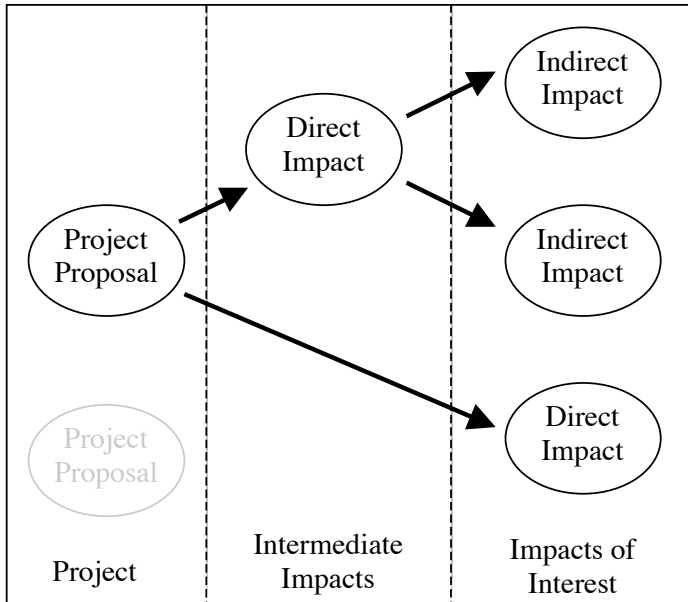 Project
Proposal
Project
Proposal
Project
Direct
Impact
Intermediate
Impacts
Indirect
Impact
Indirect
Impact
Direct
Impact
Impacts of
Interest